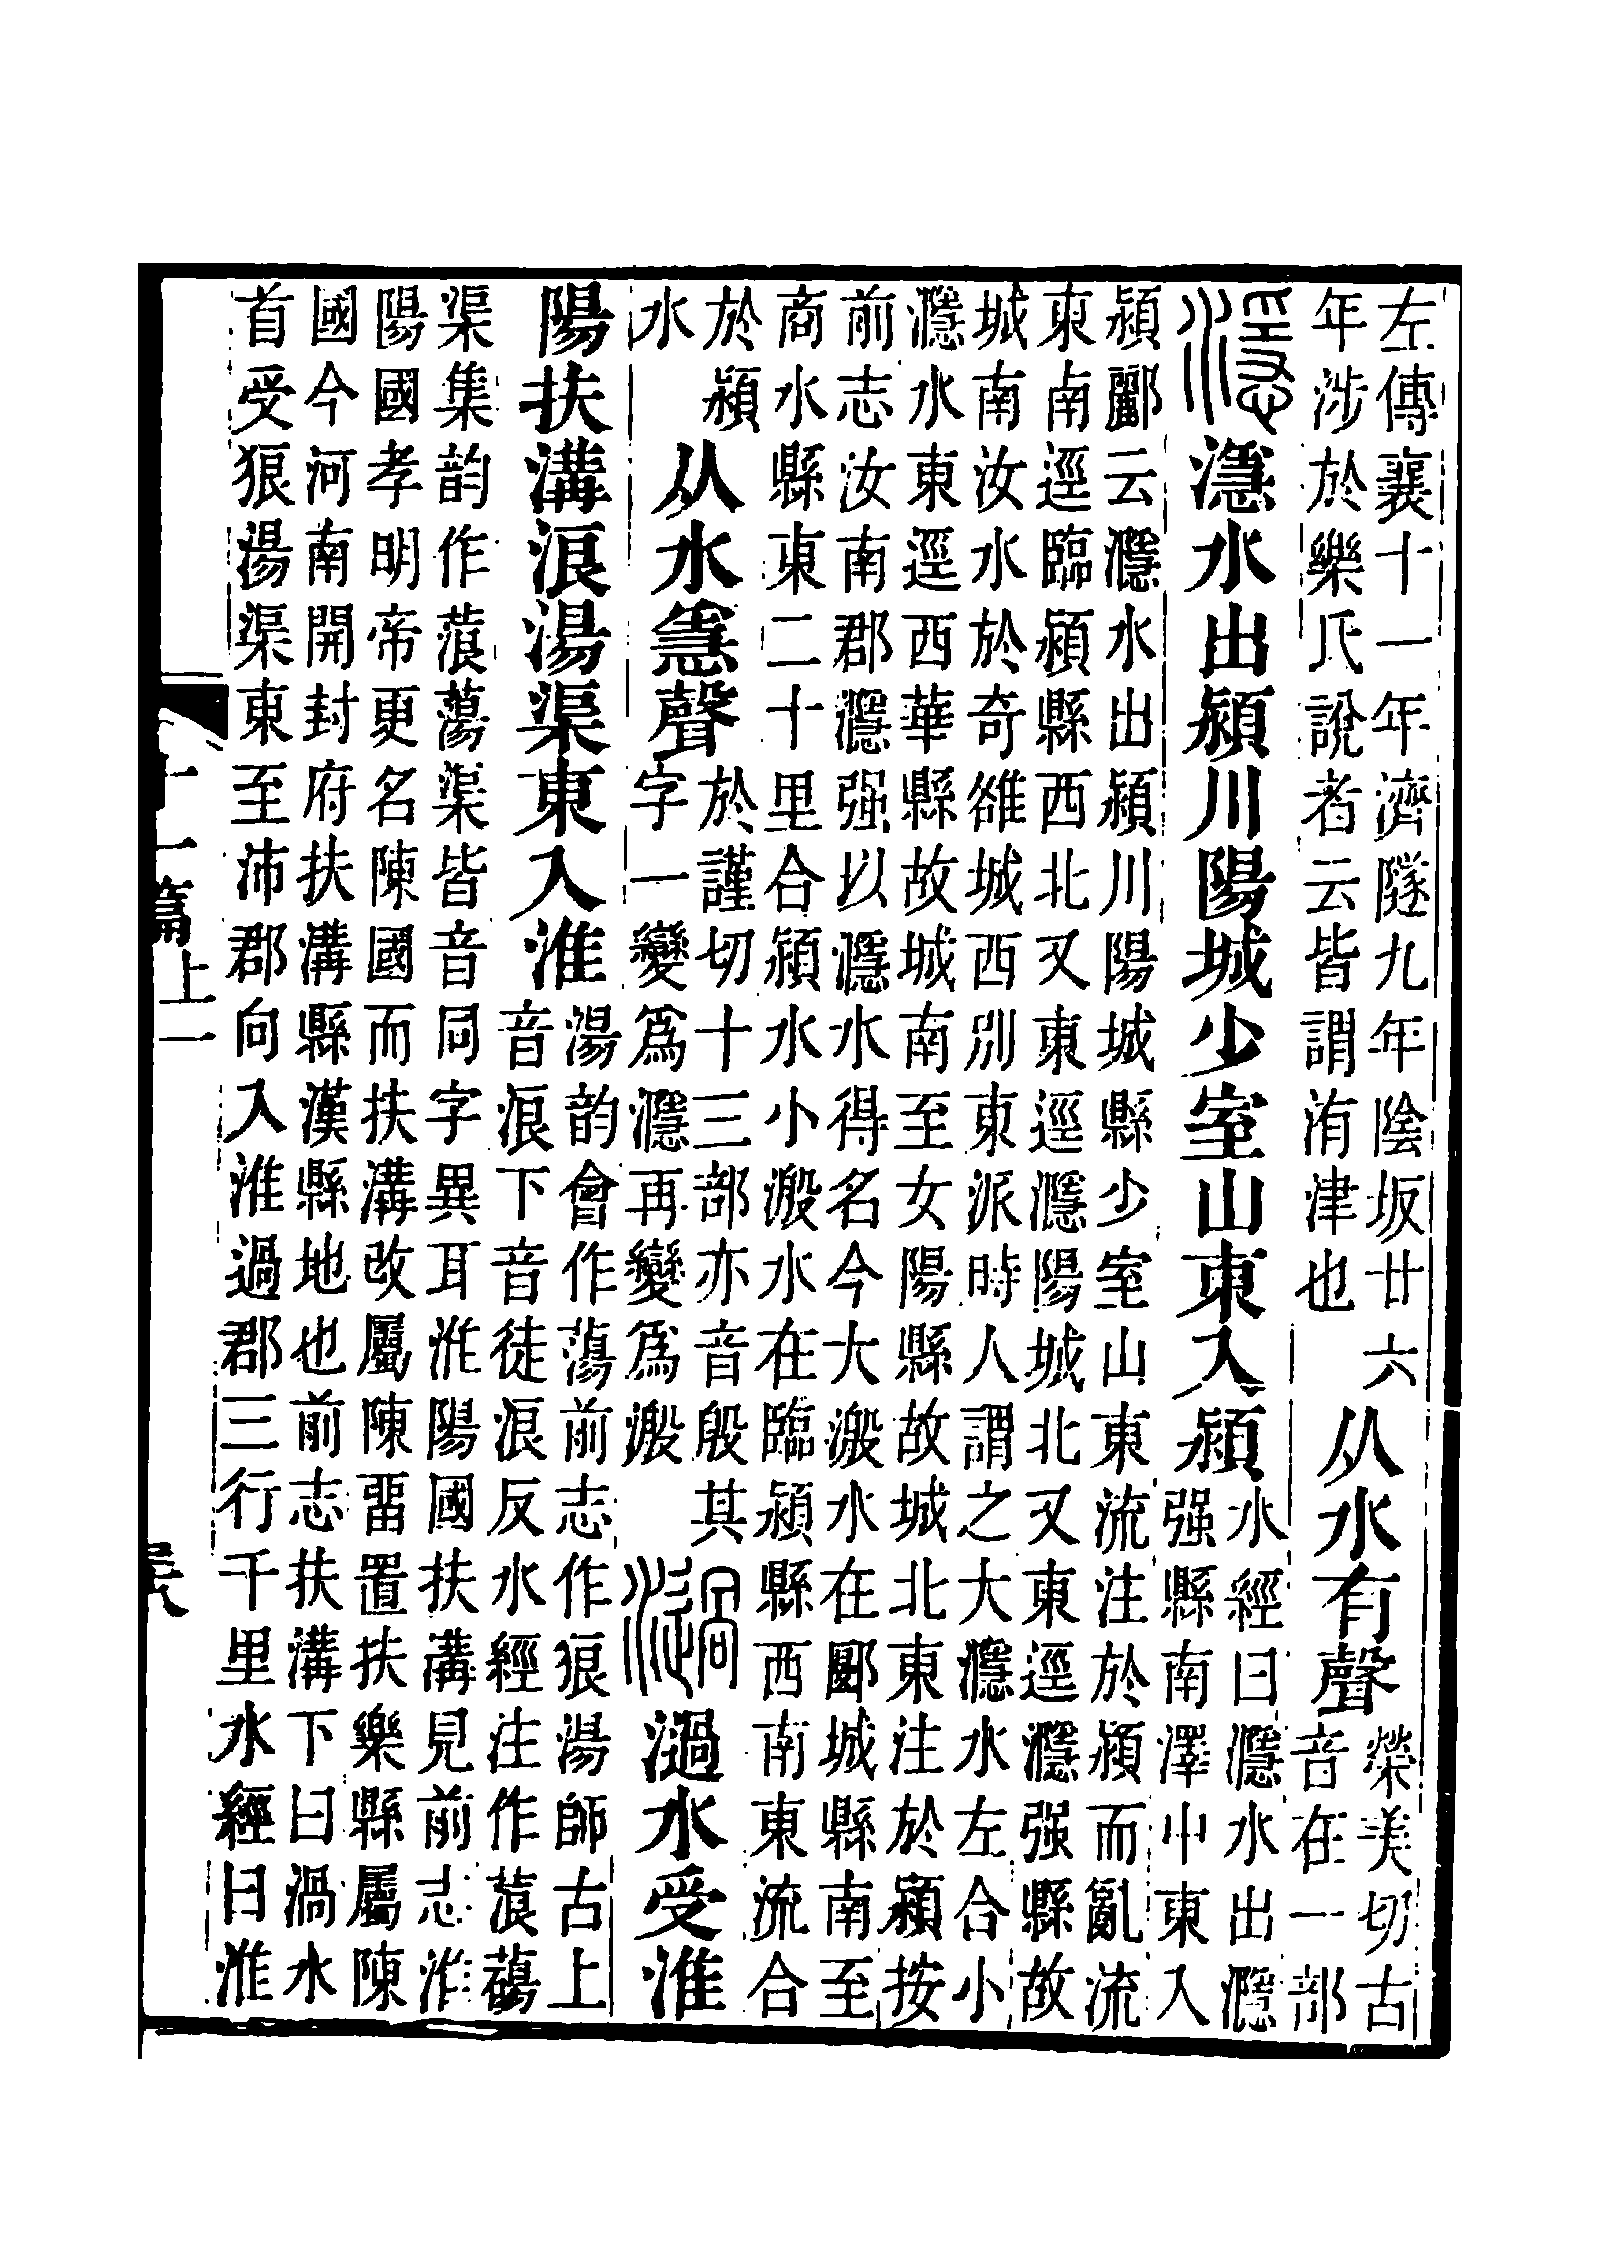 左傳襄十一年濟隧九年陰坂廿六
年涉於樂氏說者云皆謂洧津也
从水有聲
榮美切古
音在一部
濦濦水出潁川陽城少室山東入潁
水經曰濦水出濦
强縣南澤中東入
潁酈云濦水出潁川陽城縣少室山東流注於潁而亂流
東南逕臨潁縣西北又東逕濦陽城北又東逕濦强縣故
城南汝水於奇雒城西別東派時人謂之大濦水左合小
濦水東逕西華縣故城南至女陽縣故城北東注於潁按
前志汝南郡濦强以濦水得名今大溵水在郾城縣南至
商水縣東二十里合潁水小溵水在臨潁縣西南東流合
於潁
水
从水㥯聲
於謹切十三部亦音殷其
字一變爲濦再變爲溵
濄濄水受淮
陽扶溝浪湯渠東入淮
湯韵會作蕩前志作狼湯師古上
音浪下音徒浪反水經注作蒗䕞
渠集韵作蒗蕩渠皆音同字異耳淮陽國扶溝見前志淮
陽國孝明帝更名陳國而扶溝改屬陳畱置扶樂縣屬陳
國今河南開封府扶溝縣漢縣地也前志扶溝下曰渦水
首受狼湯渠東至沛郡向入淮過郡三行千里水經曰淮
十一篇上一